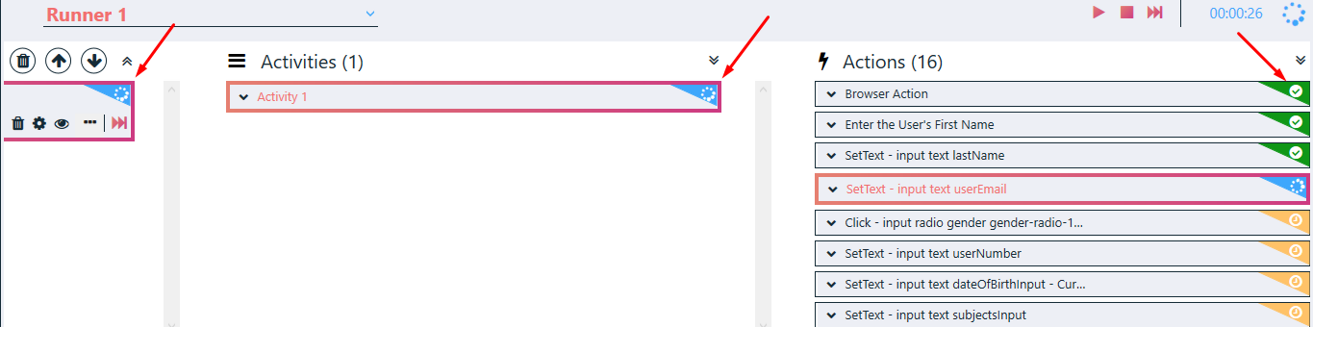 Runner 1
00:00:26
Activities (1)
Actions (16)
Activity 1
Browser Action
Enter the User's First Name
SetText - input text lastName
SetText - input text userEmail
Click - input radio gender gender-radio-1...
SetText - input text userNumber
SetText - input text dateOfBirthInput - Cur...
SetText - input text subjectsInput